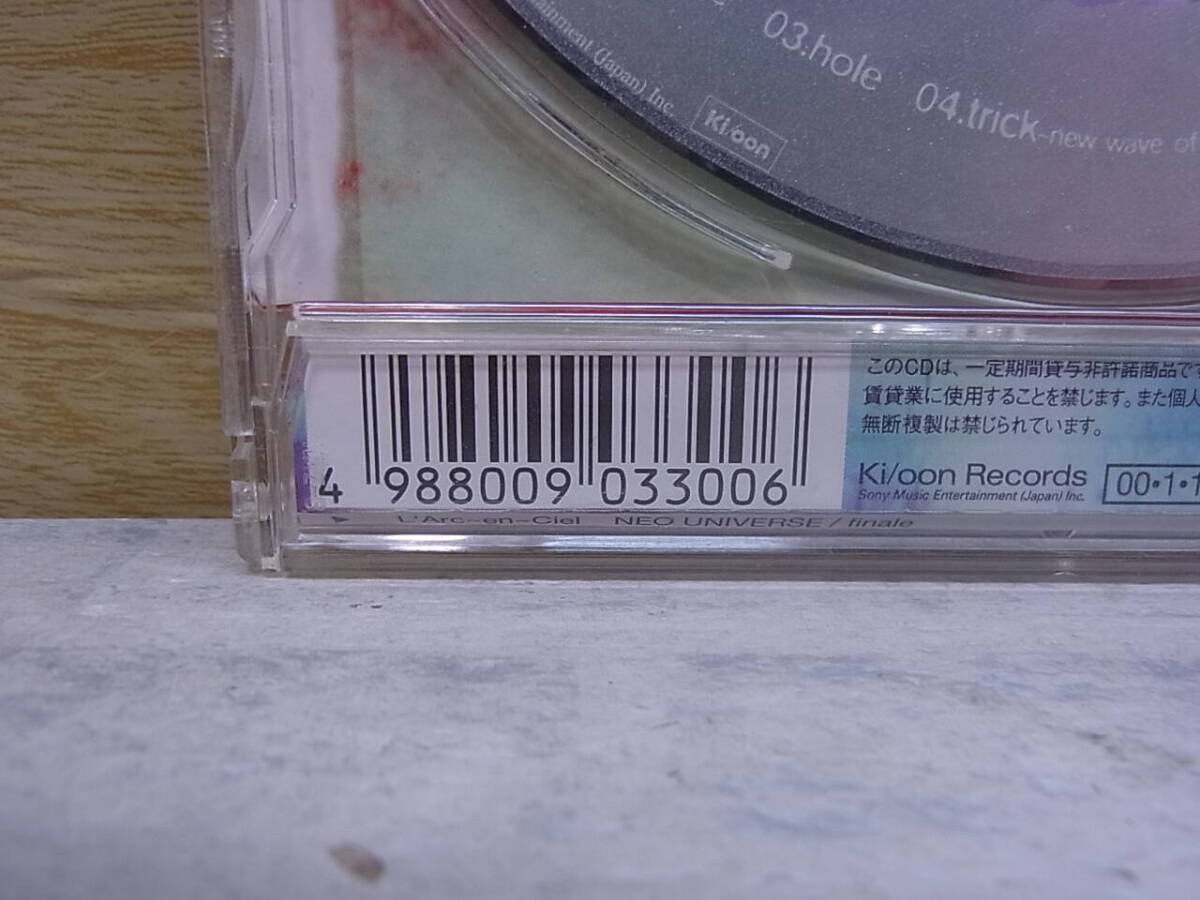 03.hole
04.trick~new wave of
ainment (Japan) Inc
Ki/oon
4 988009 033006
このCDは、一定期間貸与非許諾商品です
賃貸業に使用することを禁じます。また個人
無断複製は禁じられています。
Ki/oon Records
Sony Music Entertainment (Japan) Inc.
00・1・1
L'Arc~en~Ciel NEO UNIVERSE / finale